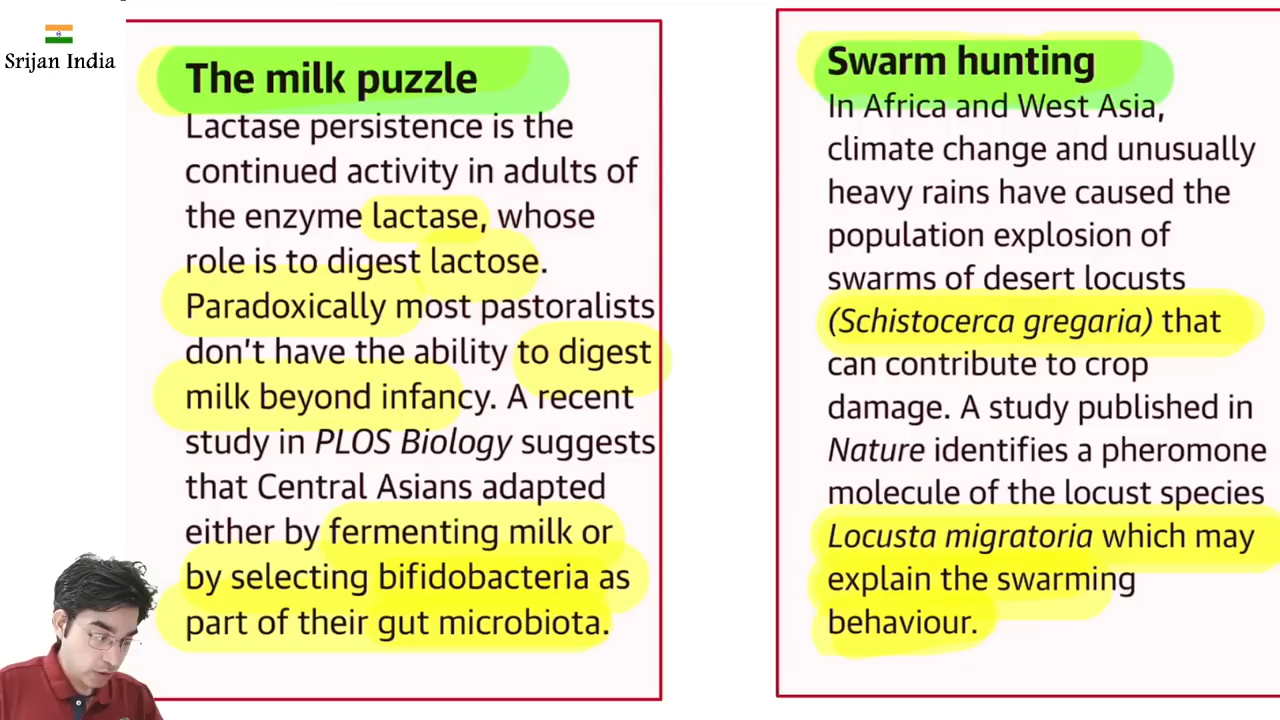 Srijan India
The milk puzzle
Lactase persistence is the
continued activity in adults of
the enzyme lactase, whose
role is to digest lactose.
Paradoxically most pastoralists
don't have the ability to digest
milk beyond infancy. A recent
study in PLOS Biology suggests
that Central Asians adapted
either by fermenting milk or
by selecting bifidobacteria as
part of their gut microbiota.
Swarm hunting
In Africa and West Asia,
climate change and unusually
heavy rains have caused the
population explosion of
swarms of desert locusts
(Schistocerca gregaria) that
can contribute to crop
damage. A study published in
Nature identifies a pheromone
molecule of the locust species
Locusta migratoria which may
explain the swarming
behaviour.